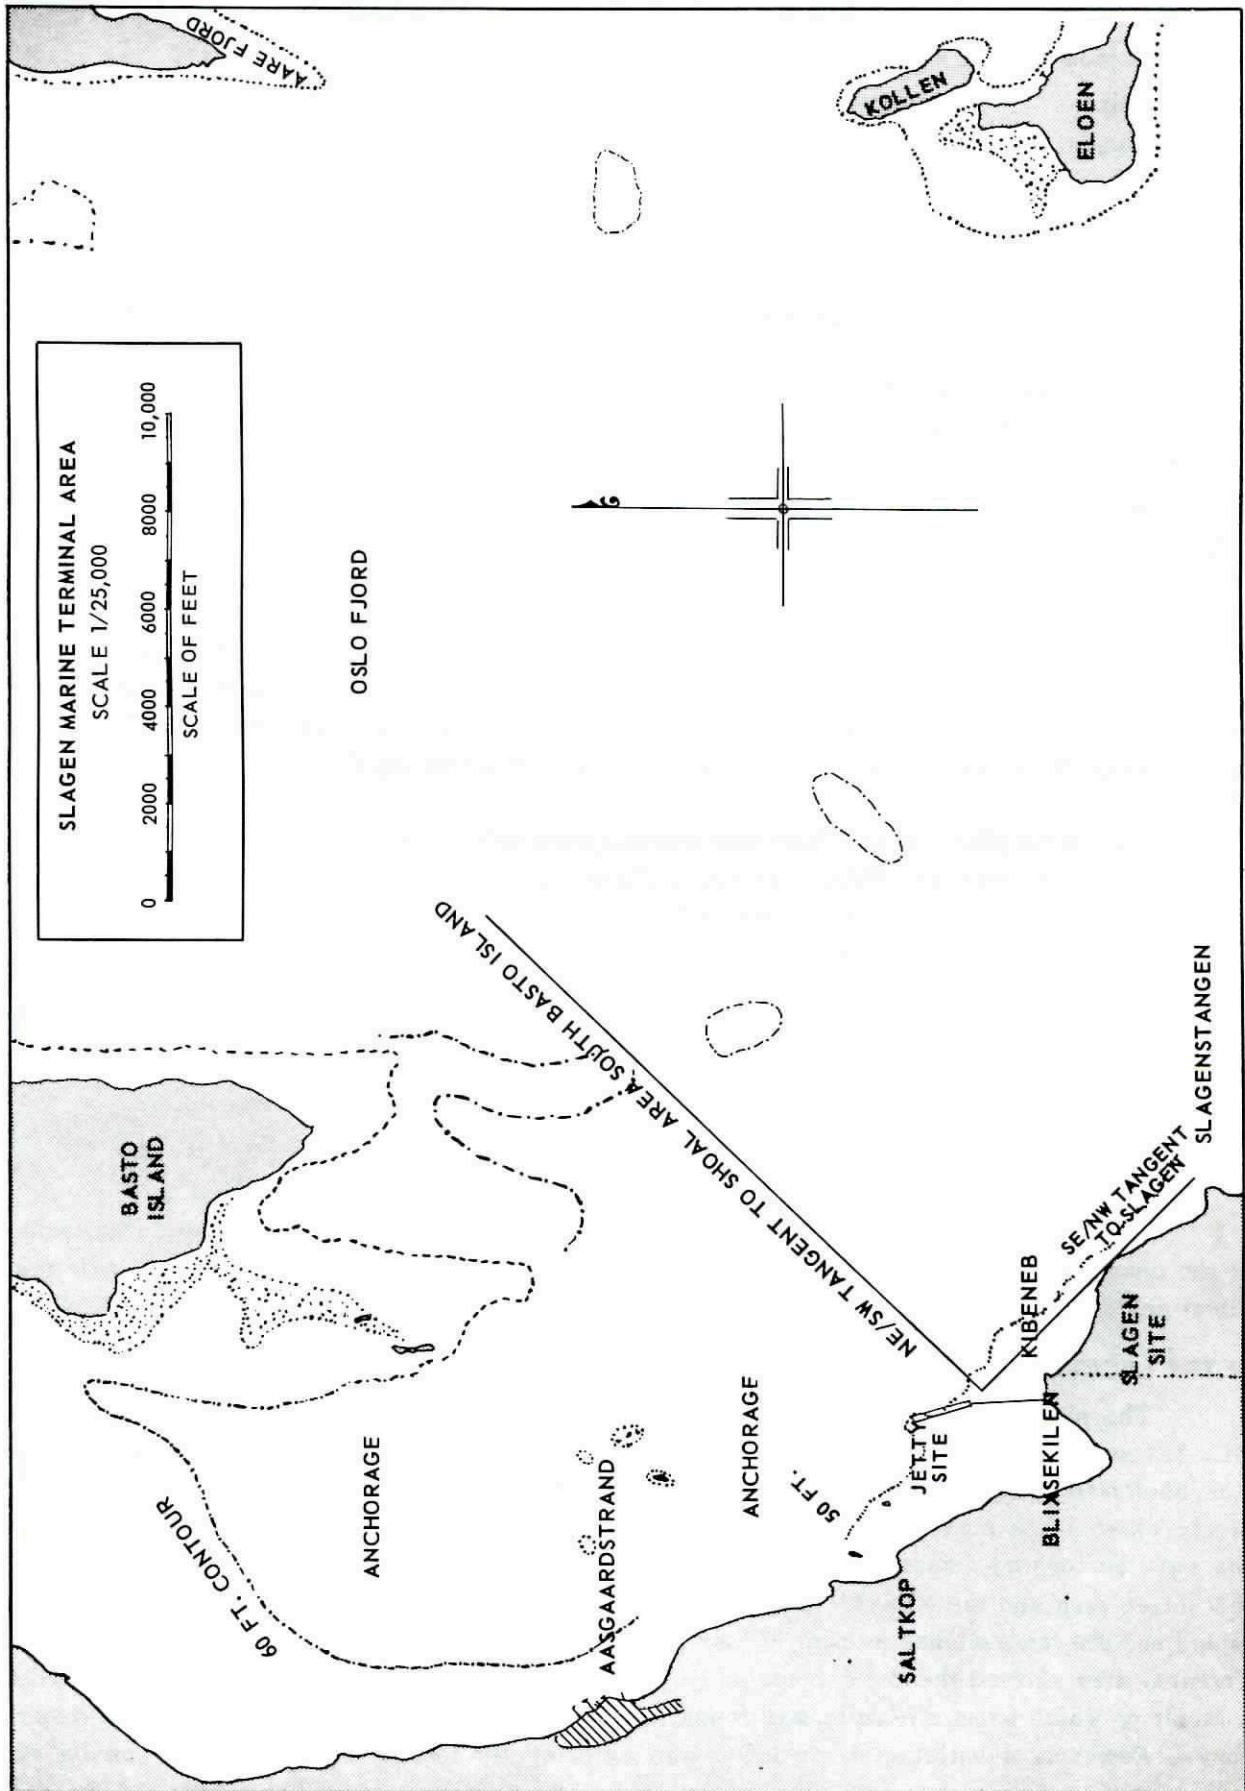 SLAGEN MARINE TERMINAL AREA
SCALE 1/25,000
0 2000 4000 6000 8000 10,000
SCALE OF FEET
AARE FJORD
BASTO
ISLAND
OSLO FJORD
KOLLEN
ELOEN
60 FT. CONTOUR
ANCHORAGE
AASGAARDSTRAND
ANCHORAGE
NE/SW TANGENT TO SHOAL AREA SOUTH BASTO ISLAND
50 FT.
SALTKOP
JETTY
SITE
KIBENEB
BLIXSEKILEN
SE/NW TANGENT
TO SLAGEN
SLAGEN
SITE
SLAGENSTANGEN